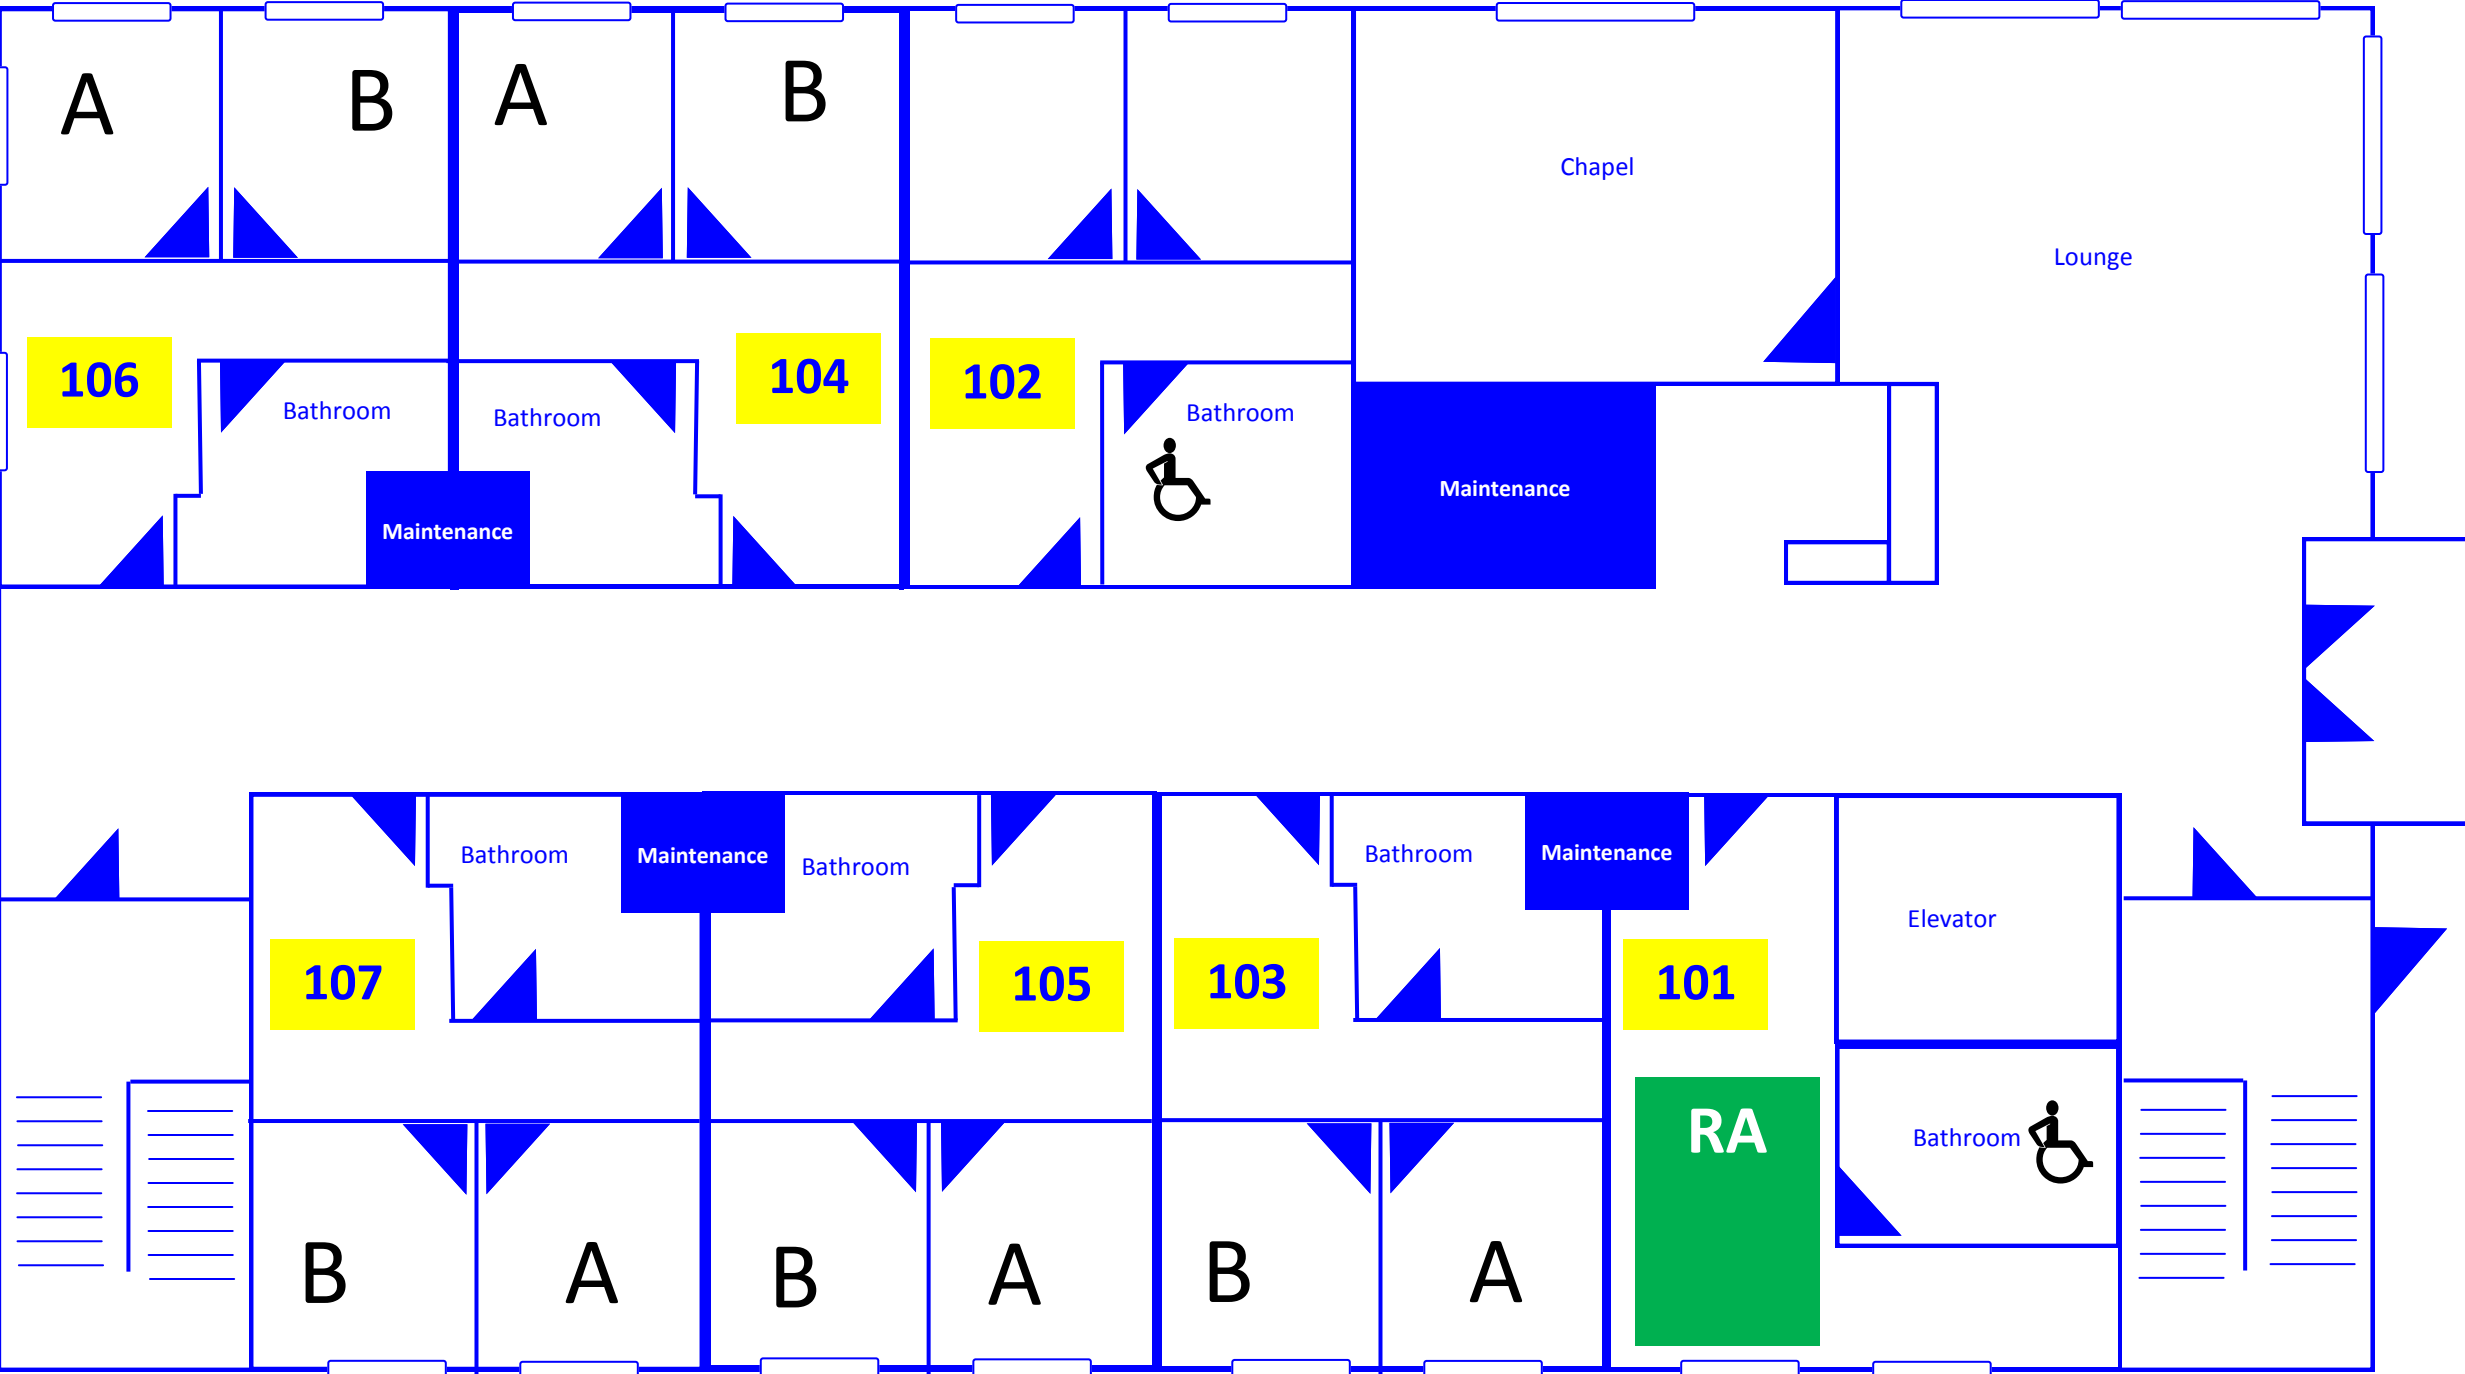 A
B
A
B
Chapel
Lounge
106
Bathroom
Bathroom
104
102
Bathroom
Maintenance
Maintenance
Bathroom
Maintenance
Bathroom
Bathroom
Maintenance
Elevator
107
105
103
101
RA
Bathroom
B
A
B
A
B
A